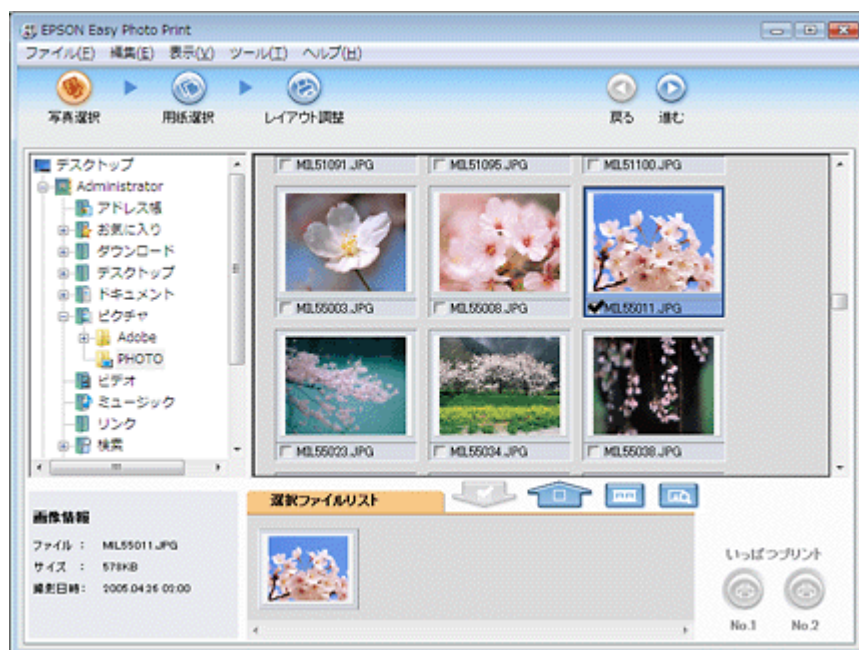 EPSON Easy Photo Print
ファイル(F) 編集(E) 表示(V) ツール(T) ヘルプ(H)
写真選択 用紙選択 レイアウト調整 戻る 進む
デスクトップ
Administrator
アドレス帳
お気に入り
ダウンロード
デスクトップ
ドキュメント
ピクチャ
Adobe
PHOTO
ビデオ
ミュージック
リンク
検索
MIL51091.JPG MIL51095.JPG MIL51100.JPG
MIL55003.JPG MIL55008.JPG MIL55011.JPG
MIL55023.JPG MIL55034.JPG MIL55038.JPG
選択ファイルリスト
画像情報
ファイル : MIL55011.JPG
サイズ : 578KB
撮影日時: 2005.04.26 02:00
いっぱつプリント
No.1 No.2